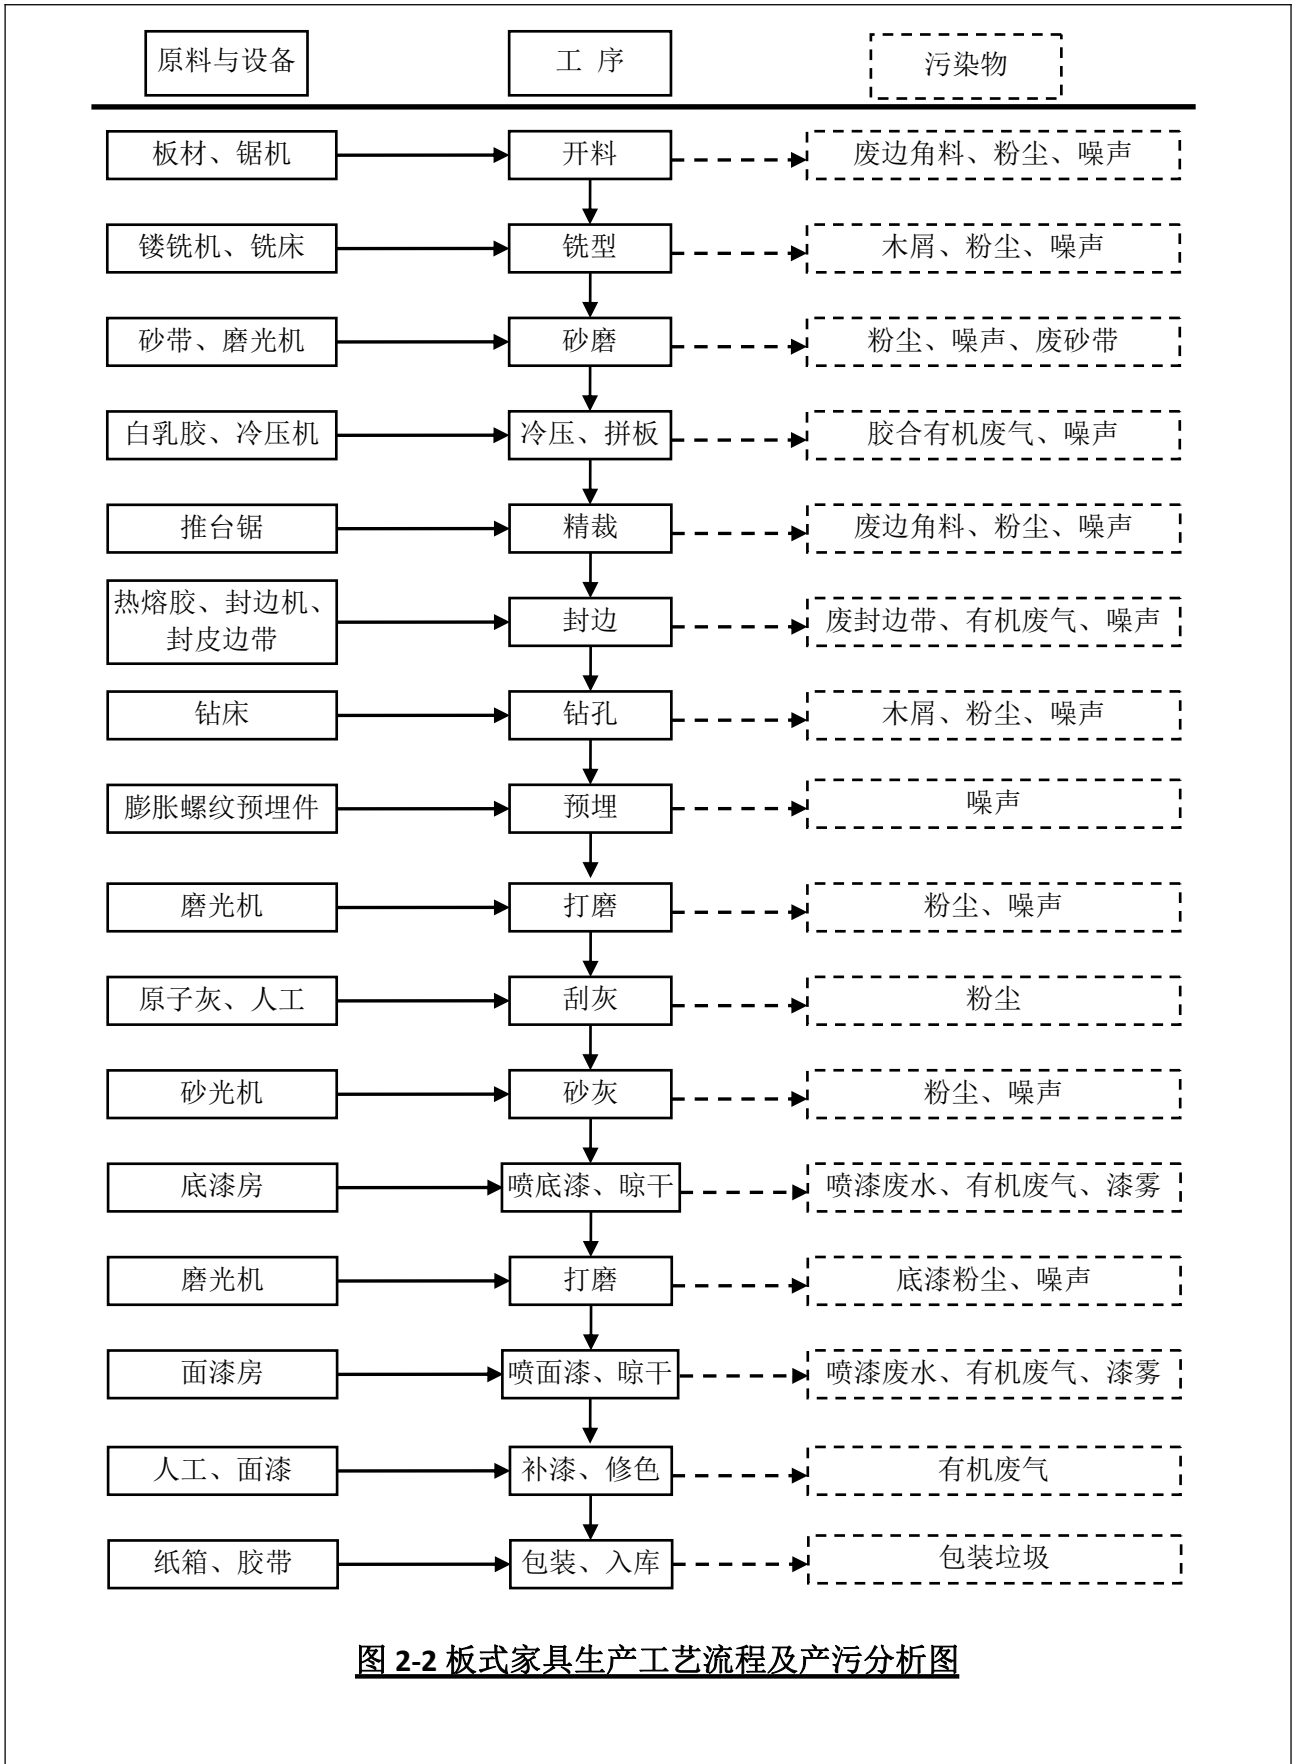 原料与设备
工 序
污染物
板材、锯机
开料
废边角料、粉尘、噪声
镂铣机、铣床
铣型
木屑、粉尘、噪声
砂带、磨光机
砂磨
粉尘、噪声、废砂带
白乳胶、冷压机
冷压、拼板
胶合有机废气、噪声
推台锯
精裁
废边角料、粉尘、噪声
热熔胶、封边机、
封皮边带
封边
废封边带、有机废气、噪声
钻床
钻孔
木屑、粉尘、噪声
膨胀螺纹预埋件
预埋
噪声
磨光机
打磨
粉尘、噪声
原子灰、人工
刮灰
粉尘
砂光机
砂灰
粉尘、噪声
底漆房
喷底漆、晾干
喷漆废水、有机废气、漆雾
磨光机
打磨
底漆粉尘、噪声
面漆房
喷面漆、晾干
喷漆废水、有机废气、漆雾
人工、面漆
补漆、修色
有机废气
纸箱、胶带
包装、入库
包装垃圾
图 2-2 板式家具生产工艺流程及产污分析图